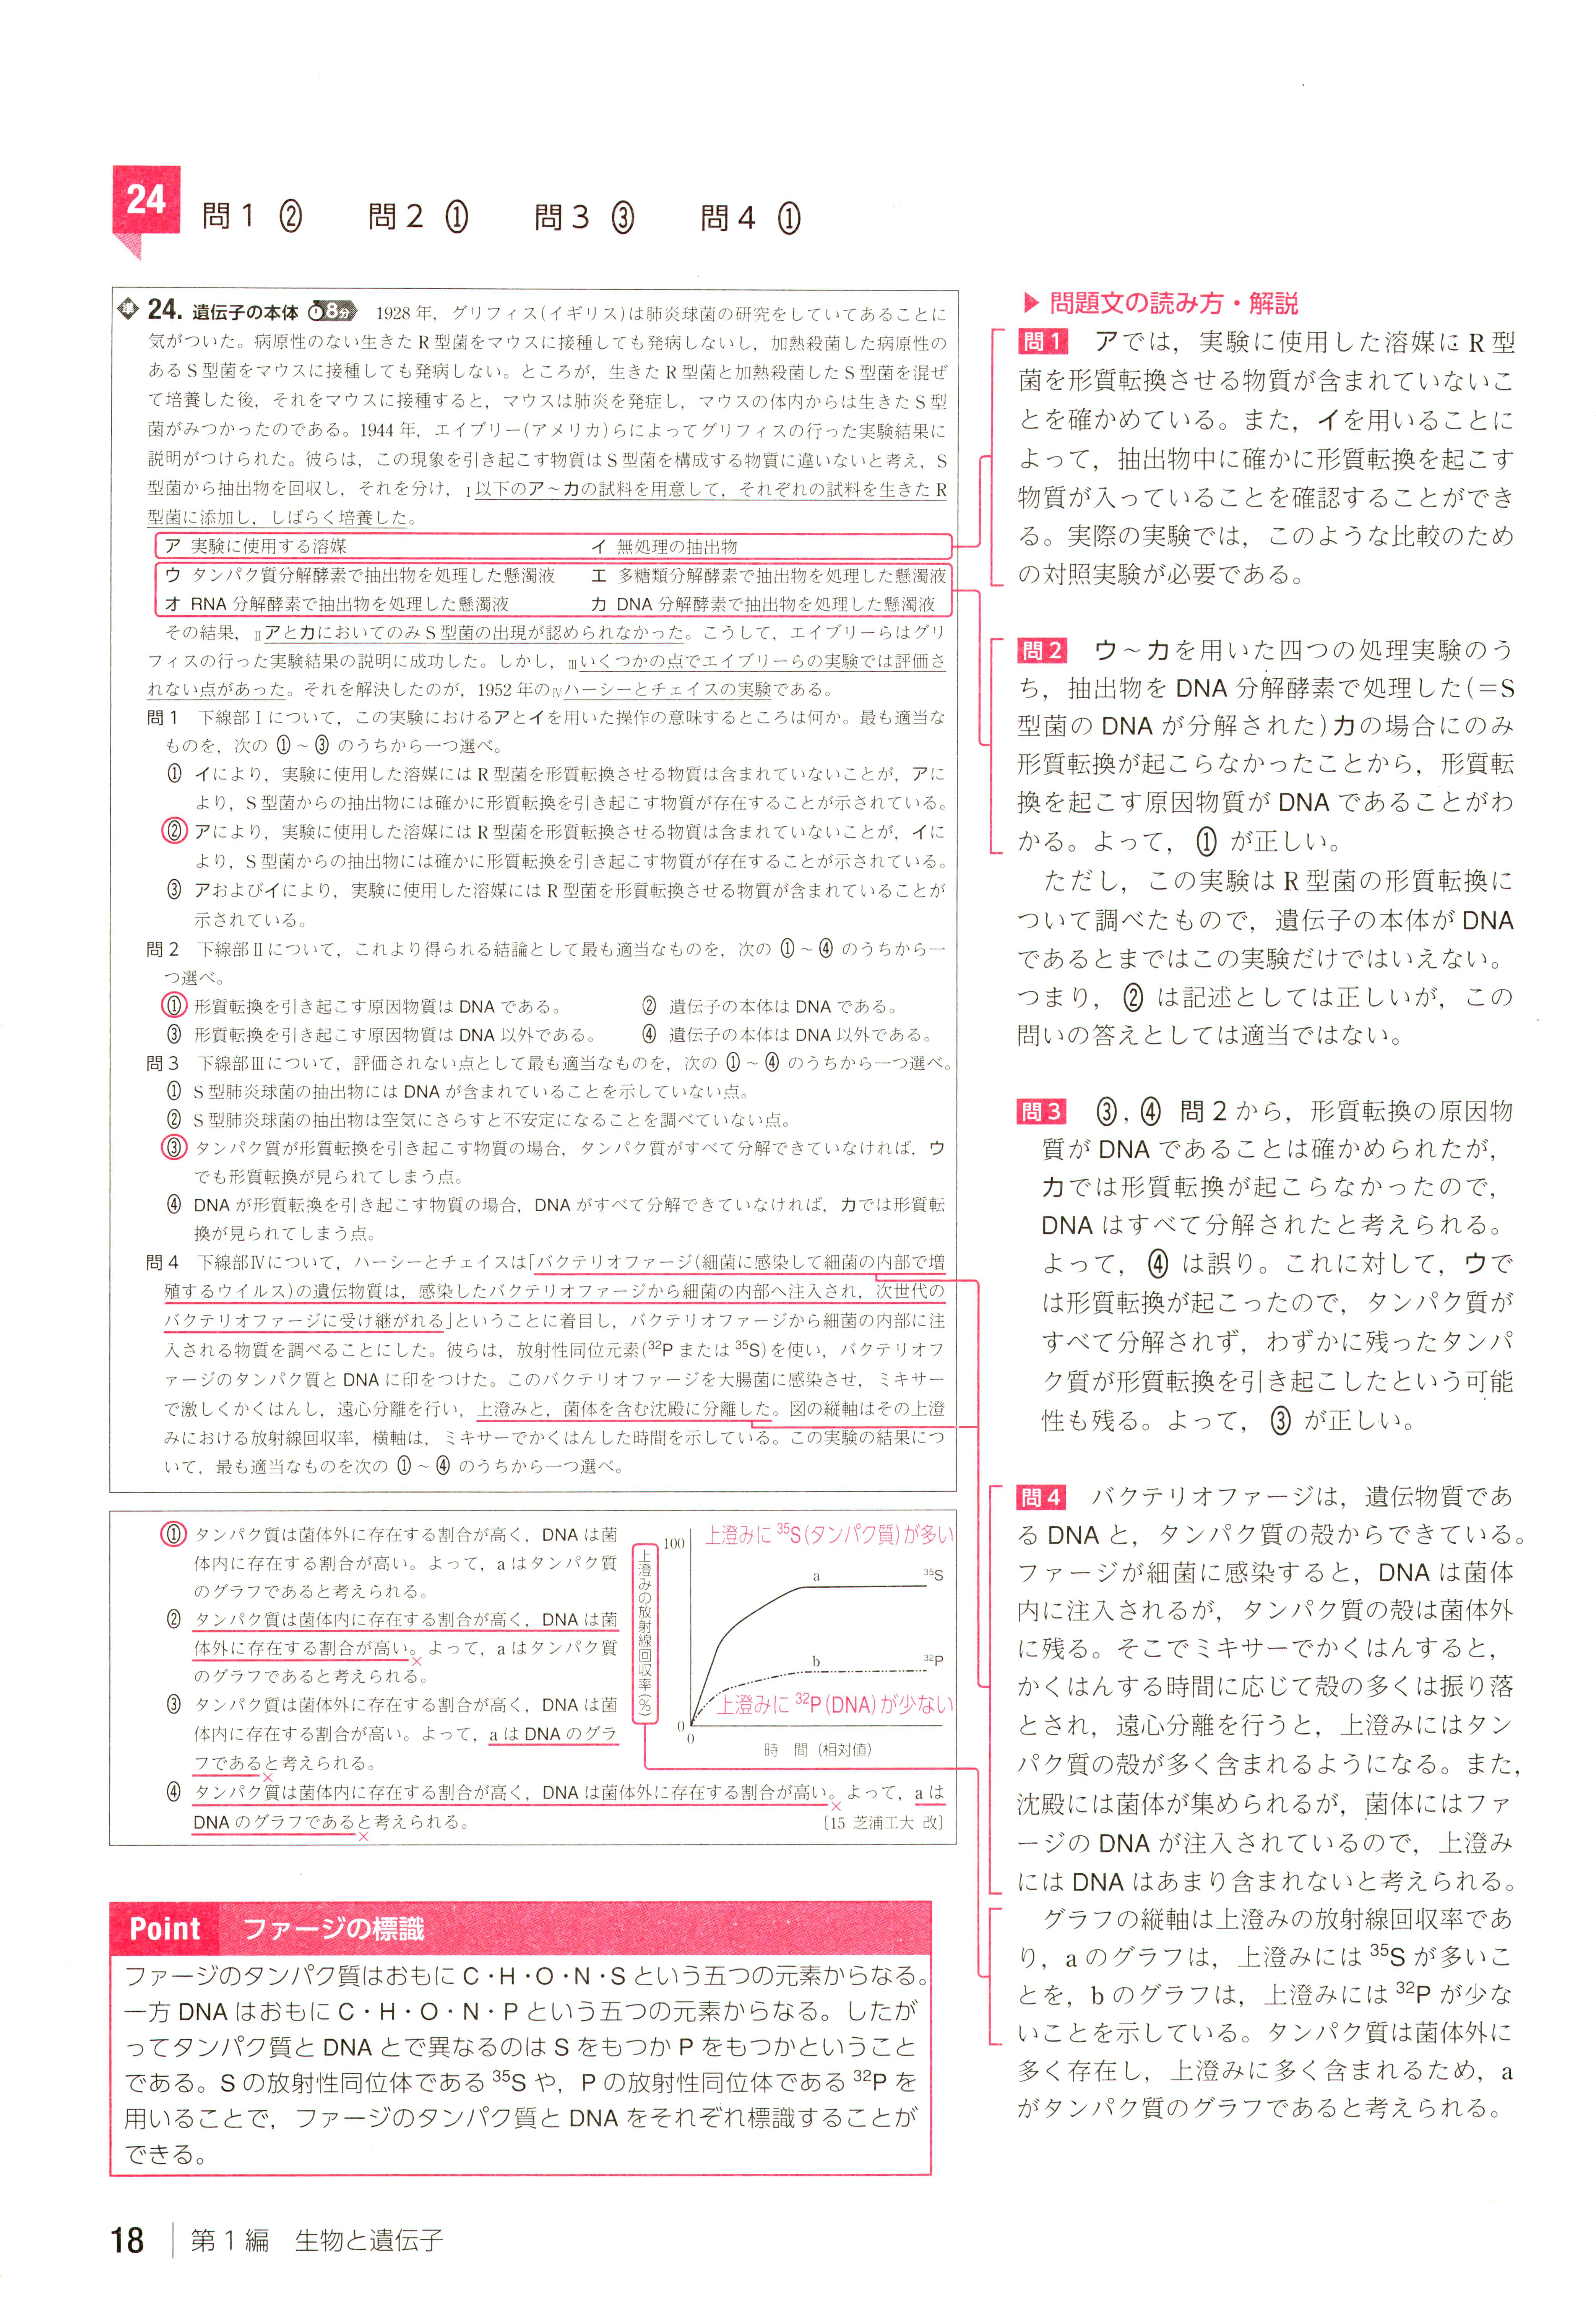 24
問1 ②　問2 ①　問3 ③　問4 ①
準 24. 遺伝子の本体 8分 1928年，グリフィス(イギリス)は肺炎球菌の研究をしていてあることに
気がついた。病原性のない生きたR型菌をマウスに接種しても発病しないし，加熱殺菌した病原性の
あるS型菌をマウスに接種しても発病しない。ところが，生きたR型菌と加熱殺菌したS型菌を混ぜ
て培養した後，それをマウスに接種すると，マウスは肺炎を発症し，マウスの体内からは生きたS型
菌がみつかったのである。1944年，エイブリー(アメリカ)らによってグリフィスの行った実験結果に
説明がつけられた。彼らは，この現象を引き起こす物質はS型菌を構成する物質に違いないと考え，S
型菌から抽出物を回収し，それを分け，Ⅰ以下のア～カの試料を用意して，それぞれの試料を生きたR
型菌に添加し，しばらく培養した。
ア 実験に使用する溶媒　イ 無処理の抽出物
ウ タンパク質分解酵素で抽出物を処理した懸濁液　エ 多糖類分解酵素で抽出物を処理した懸濁液
オ RNA分解酵素で抽出物を処理した懸濁液　カ DNA分解酵素で抽出物を処理した懸濁液
その結果，ⅡアとカにおいてのみS型菌の出現が認められなかった。こうして，エイブリーらはグリ
フィスの行った実験結果の説明に成功した。しかし，Ⅲいくつかの点でエイブリーらの実験では評価さ
れない点があった。それを解決したのが，1952年のⅣハーシーとチェイスの実験である。
問1 下線部Ⅰについて，この実験におけるアとイを用いた操作の意味するところは何か。最も適当な
ものを，次の①～③のうちから一つ選べ。
① イにより，実験に使用した溶媒にはR型菌を形質転換させる物質は含まれていないことが，アに
より，S型菌からの抽出物には確かに形質転換を引き起こす物質が存在することが示されている。
② アにより，実験に使用した溶媒にはR型菌を形質転換させる物質は含まれていないことが，イに
より，S型菌からの抽出物には確かに形質転換を引き起こす物質が存在することが示されている。
③ アおよびイにより，実験に使用した溶媒にはR型菌を形質転換させる物質が含まれていることが
示されている。
問2 下線部Ⅱについて，これより得られる結論として最も適当なものを，次の①～④のうちから一
つ選べ。
① 形質転換を引き起こす原因物質はDNAである。　② 遺伝子の本体はDNAである。
③ 形質転換を引き起こす原因物質はDNA以外である。　④ 遺伝子の本体はDNA以外である。
問3 下線部Ⅲについて，評価されない点として最も適当なものを，次の①～④のうちから一つ選べ。
① S型肺炎球菌の抽出物にはDNAが含まれていることを示していない点。
② S型肺炎球菌の抽出物は空気にさらすと不安定になることを調べていない点。
③ タンパク質が形質転換を引き起こす物質の場合，タンパク質がすべて分解できていなければ，ウ
でも形質転換が見られてしまう点。
④ DNAが形質転換を引き起こす物質の場合，DNAがすべて分解できていなければ，カでは形質転
換が見られてしまう点。
問4 下線部Ⅳについて，ハーシーとチェイスは「バクテリオファージ(細菌に感染して細菌の内部で増
殖するウイルス)の遺伝物質は，感染したバクテリオファージから細菌の内部へ注入され，次世代の
バクテリオファージに受け継がれる」ということに着目し，バクテリオファージから細菌の内部に注
入される物質を調べることにした。彼らは，放射性同位元素(³²Pまたは³⁵S)を使い，バクテリオフ
ァージのタンパク質とDNAに印をつけた。このバクテリオファージを大腸菌に感染させ，ミキサー
で激しくかくはんし，遠心分離を行い，上澄みと，菌体を含む沈殿に分離した。図の縦軸はその上澄
みにおける放射線回収率，横軸は，ミキサーでかくはんした時間を示している。この実験の結果につ
いて，最も適当なものを次の①～④のうちから一つ選べ。
① タンパク質は菌体外に存在する割合が高く，DNAは菌
体内に存在する割合が高い。よって，aはタンパク質
のグラフであると考えられる。
② タンパク質は菌体内に存在する割合が高く，DNAは菌
体外に存在する割合が高い。×よって，aはタンパク質
のグラフであると考えられる。
③ タンパク質は菌体外に存在する割合が高く，DNAは菌
体内に存在する割合が高い。よって，aはDNAのグラ
フであると考えられる。
×
④ タンパク質は菌体内に存在する割合が高く，DNAは菌体外に存在する割合が高い。×よって，aは
DNAのグラフであると考えられる。
×
[15 芝浦工大 改]
上澄みの放射線回収率(%)
100
上澄みに³⁵S(タンパク質)が多い
a
³⁵S
b
³²P
上澄みに³²P(DNA)が少ない
0
0
時　間 (相対値)
Point ファージの標識
ファージのタンパク質はおもにC・H・O・N・Sという五つの元素からなる。
一方DNAはおもにC・H・O・N・Pという五つの元素からなる。したが
ってタンパク質とDNAとで異なるのはSをもつかPをもつかということ
である。Sの放射性同位体である³⁵Sや，Pの放射性同位体である³²Pを
用いることで，ファージのタンパク質とDNAをそれぞれ標識することが
できる。
▶問題文の読み方・解説
問1 アでは，実験に使用した溶媒にR型
菌を形質転換させる物質が含まれていないこ
とを確かめている。また，イを用いることに
よって，抽出物中に確かに形質転換を起こす
物質が入っていることを確認することができ
る。実際の実験では，このような比較のため
の対照実験が必要である。
問2 ウ～カを用いた四つの処理実験のう
ち，抽出物をDNA分解酵素で処理した(＝S
型菌のDNAが分解された)カの場合にのみ
形質転換が起こらなかったことから，形質転
換を起こす原因物質がDNAであることがわ
かる。よって，①が正しい。
ただし，この実験はR型菌の形質転換に
ついて調べたもので，遺伝子の本体がDNA
であるとまではこの実験だけではいえない。
つまり，②は記述としては正しいが，この
問いの答えとしては適当ではない。
問3 ③，④ 問2から，形質転換の原因物
質がDNAであることは確かめられたが，
カでは形質転換が起こらなかったので，
DNAはすべて分解されたと考えられる。
よって，④は誤り。これに対して，ウで
は形質転換が起こったので，タンパク質が
すべて分解されず，わずかに残ったタンパ
ク質が形質転換を引き起こしたという可能
性も残る。よって，③が正しい。
問4 バクテリオファージは，遺伝物質であ
るDNAと，タンパク質の殻からできている。
ファージが細菌に感染すると，DNAは菌体
内に注入されるが，タンパク質の殻は菌体外
に残る。そこでミキサーでかくはんすると，
かくはんする時間に応じて殻の多くは振り落
とされ，遠心分離を行うと，上澄みにはタン
パク質の殻が多く含まれるようになる。また，
沈殿には菌体が集められるが，菌体にはファ
ージのDNAが注入されているので，上澄み
にはDNAはあまり含まれないと考えられる。
グラフの縦軸は上澄みの放射線回収率であ
り，aのグラフは，上澄みには³⁵Sが多いこ
とを，bのグラフは，上澄みには³²Pが少な
いことを示している。タンパク質は菌体外に
多く存在し，上澄みに多く含まれるため，a
がタンパク質のグラフであると考えられる。
18 第1編 生物と遺伝子